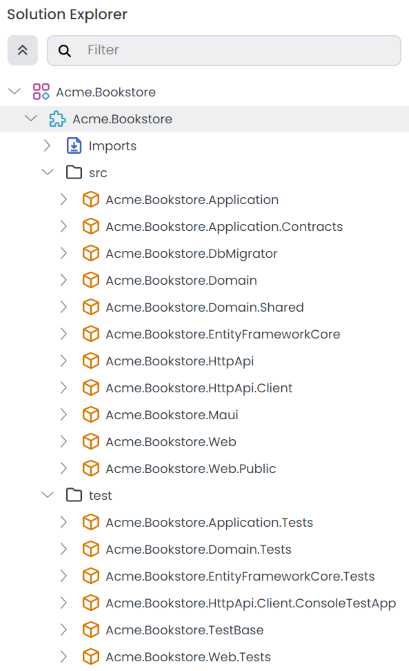 Solution Explorer
Filter
Acme.Bookstore
Acme.Bookstore
Imports
src
Acme.Bookstore.Application
Acme.Bookstore.Application.Contracts
Acme.Bookstore.DbMigrator
Acme.Bookstore.Domain
Acme.Bookstore.Domain.Shared
Acme.Bookstore.EntityFrameworkCore
Acme.Bookstore.HttpApi
Acme.Bookstore.HttpApi.Client
Acme.Bookstore.Maui
Acme.Bookstore.Web
Acme.Bookstore.Web.Public
test
Acme.Bookstore.Application.Tests
Acme.Bookstore.Domain.Tests
Acme.Bookstore.EntityFrameworkCore.Tests
Acme.Bookstore.HttpApi.Client.ConsoleTestApp
Acme.Bookstore.TestBase
Acme.Bookstore.Web.Tests